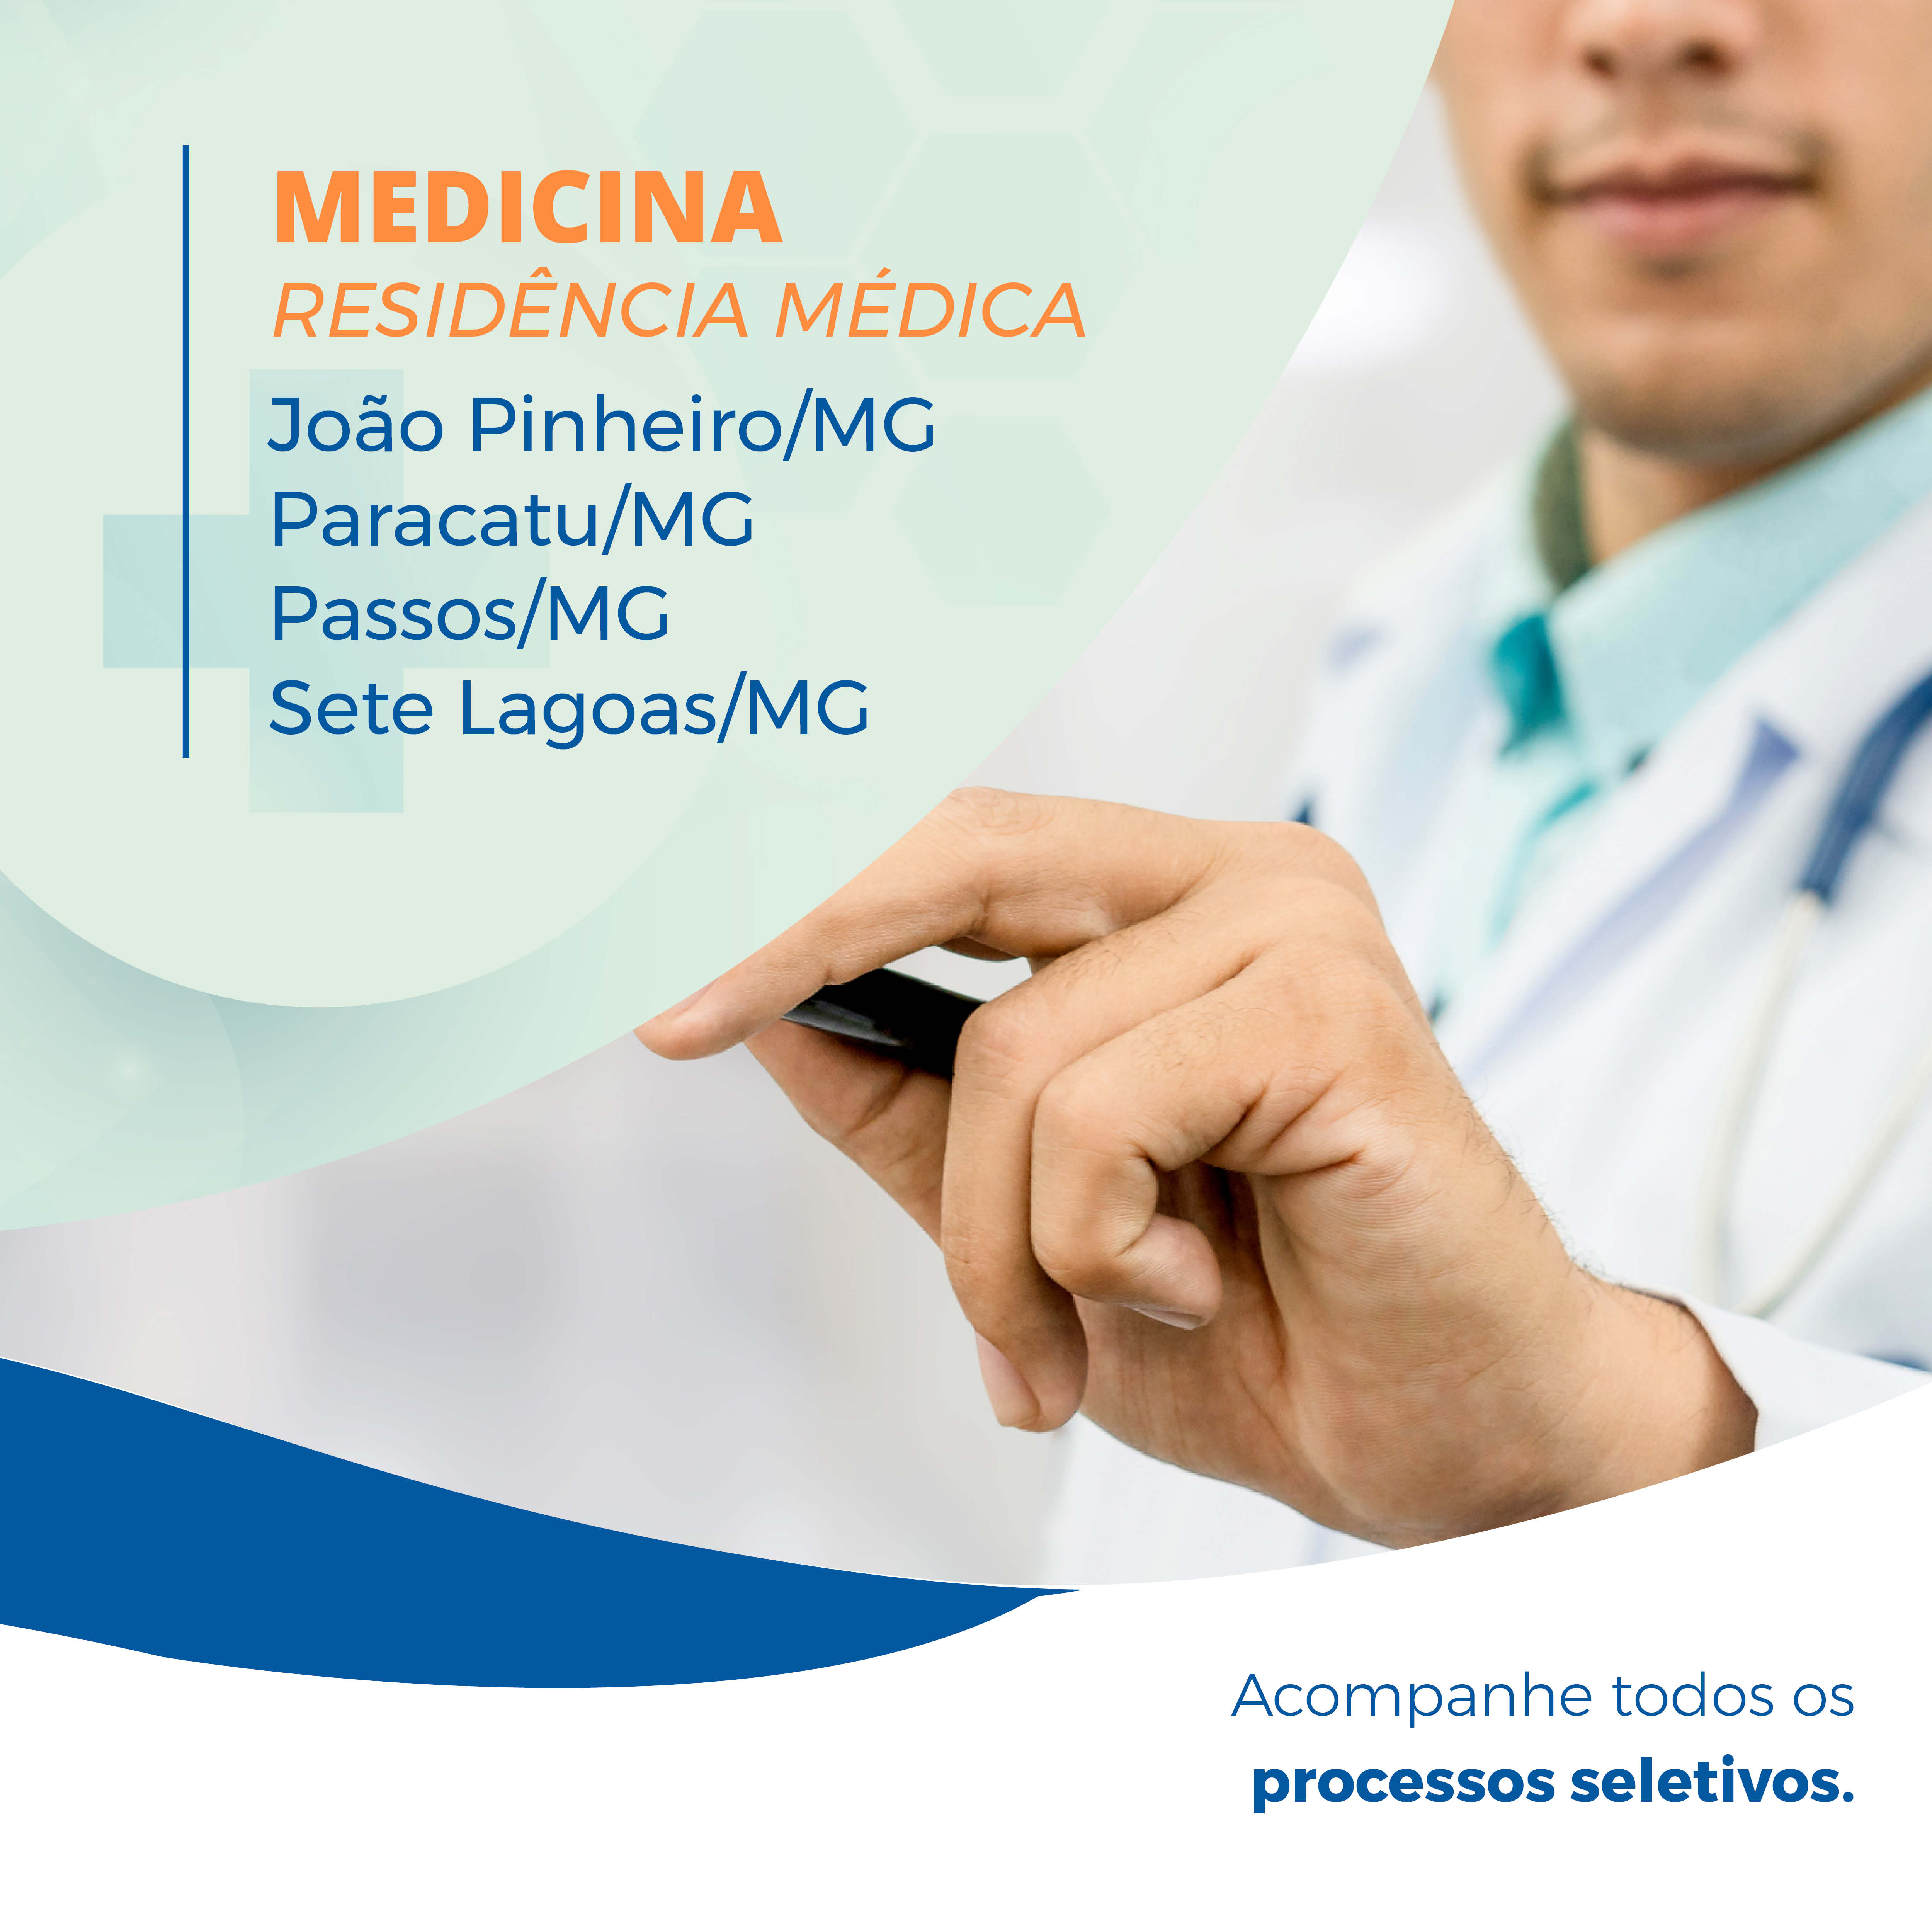 MEDICINA
RESIDÊNCIA MÉDICA
João Pinheiro/MG
Paracatu/MG
Passos/MG
Sete Lagoas/MG
Acompanhe todos os
processos seletivos.